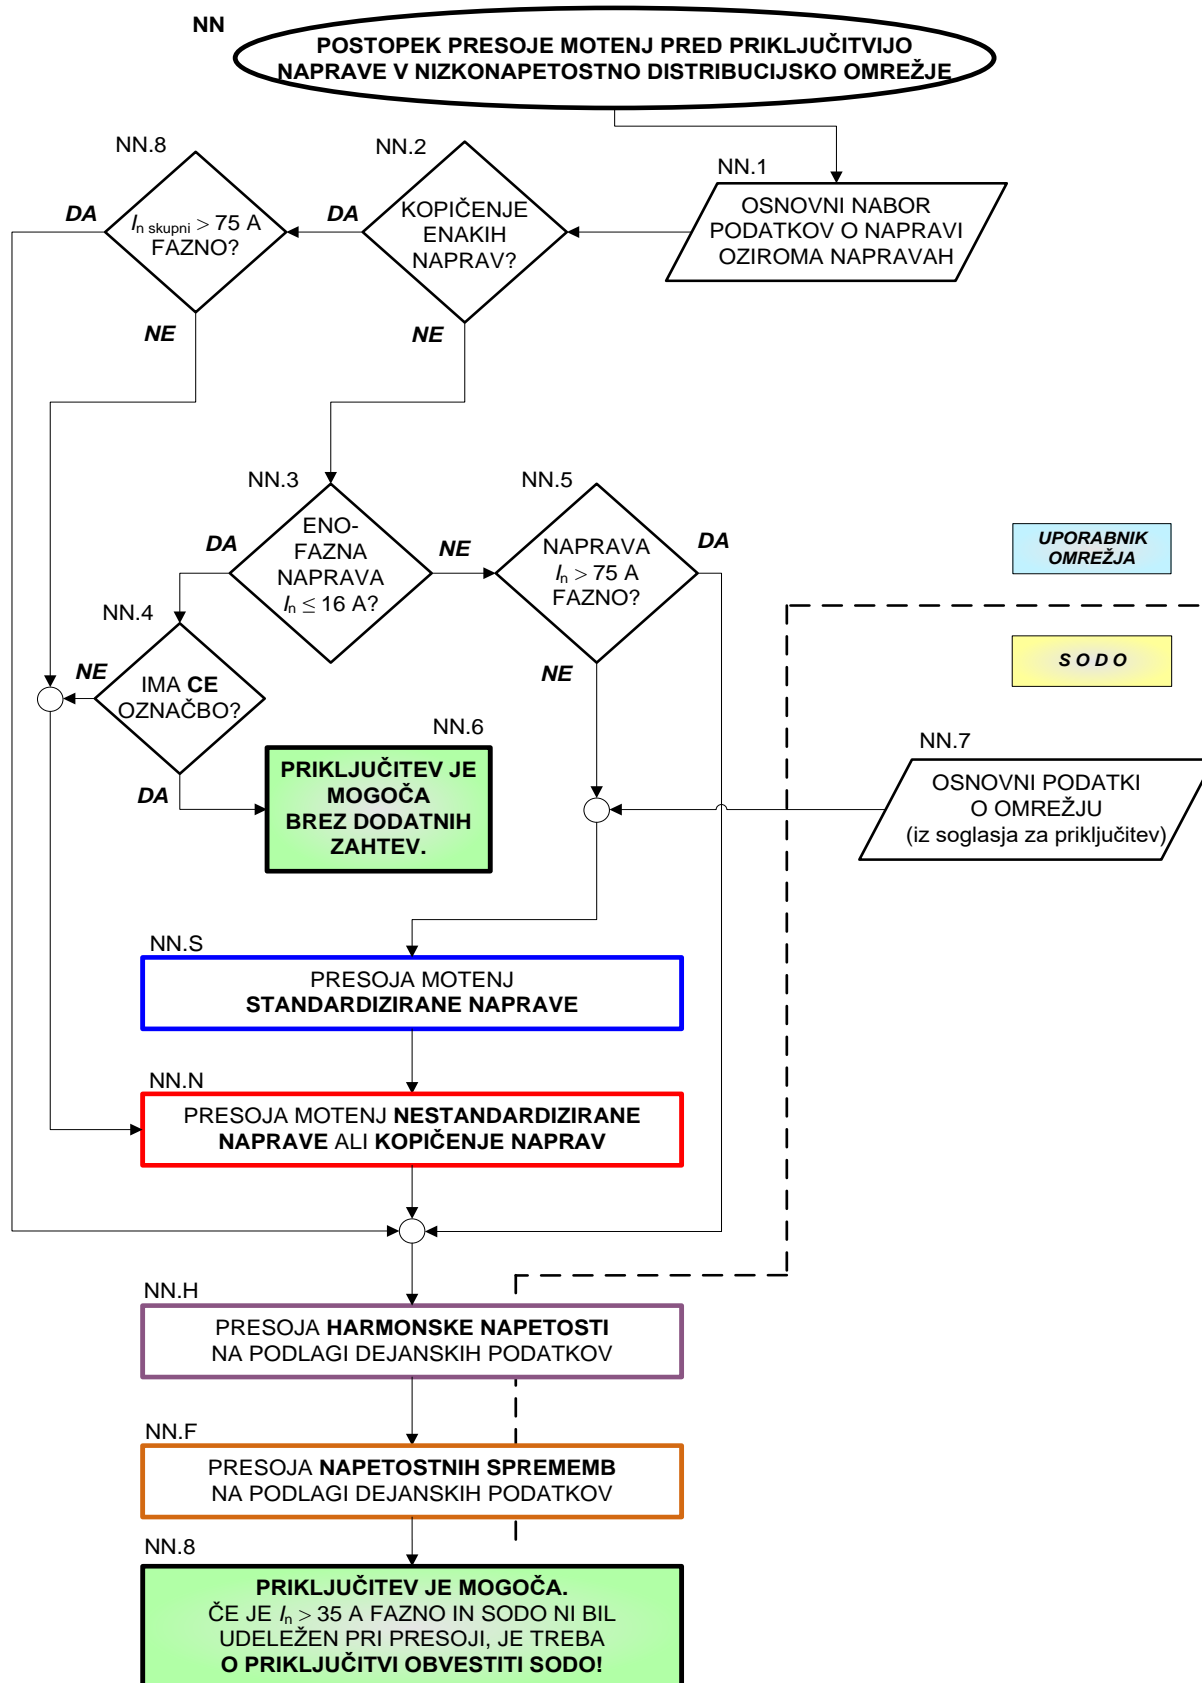 NN
POSTOPEK PRESOJE MOTENJ PRED PRIKLJUČITVIJO
NAPRAVE V NIZKONAPETOSTNO DISTRIBUCIJSKO OMREŽJE
NN.8
DA
I n skupni > 75 A
FAZNO?
NE
NN.2
DA
KOPIČENJE
ENAKIH
NAPRAV?
NE
NN.1
OSNOVNI NABOR
PODATKOV O NAPRAVI
OZIROMA NAPRAVAH
NN.3
DA
ENO-
FAZNA
NAPRAVA
I n ≤ 16 A?
NE
NN.5
NAPRAVA
I n > 75 A
FAZNO?
DA
NE
UPORABNIK
OMREŽJA
S O D O
NN.4
NE
IMA CE
OZNAČBO?
DA
NN.6
PRIKLJUČITEV JE
MOGOČA
BREZ DODATNIH
ZAHTEV.
NN.7
OSNOVNI PODATKI
O OMREŽJU
(iz soglasja za priključitev)
NN.S
PRESOJA MOTENJ
STANDARDIZIRANE NAPRAVE
NN.N
PRESOJA MOTENJ NESTANDARDIZIRANE
NAPRAVE ALI KOPIČENJE NAPRAV
NN.H
PRESOJA HARMONSKE NAPETOSTI
NA PODLAGI DEJANSKIH PODATKOV
NN.F
PRESOJA NAPETOSTNIH SPREMEMB
NA PODLAGI DEJANSKIH PODATKOV
NN.8
PRIKLJUČITEV JE MOGOČA.
ČE JE I n > 35 A FAZNO IN SODO NI BIL
UDELEŽEN PRI PRESOJI, JE TREBA
O PRIKLJUČITVI OBVESTITI SODO!